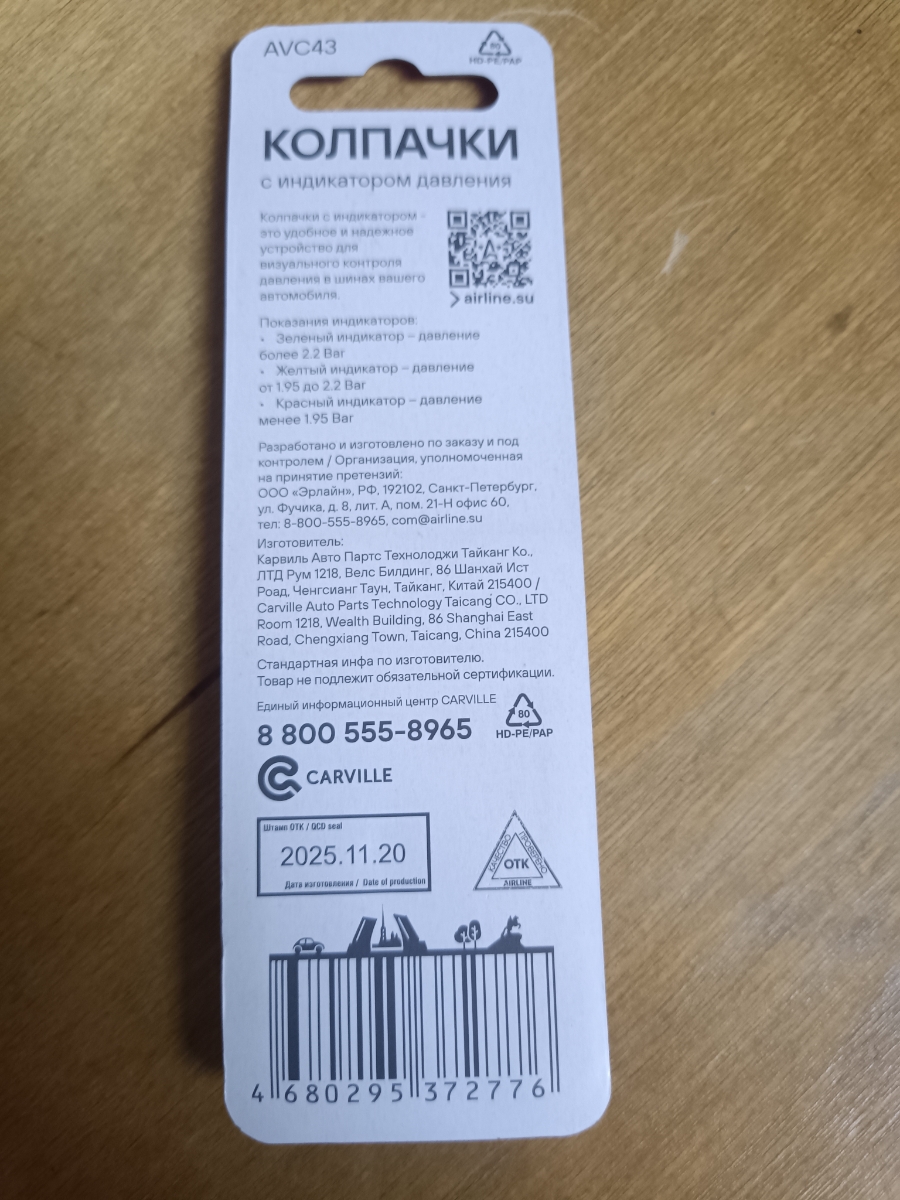 AVC43
80
HD-PE/PAP
КОЛПАЧКИ
с индикатором давления
Колпачки с индикатором -
это удобное и надежное
устройство для
визуального контроля
давления в шинах вашего
автомобиля.
airline.su
Показания индикаторов:
• Зеленый индикатор – давление
более 2.2 Bar
• Желтый индикатор – давление
от 1.95 до 2.2 Bar
• Красный индикатор – давление
менее 1.95 Bar
Разработано и изготовлено по заказу и под
контролем / Организация, уполномоченная
на принятие претензий:
ООО «Эрлайн», РФ, 192102, Санкт-Петербург,
ул. Фучика, д. 8, лит. А, пом. 21-Н офис 60,
тел: 8-800-555-8965, com@airline.su
Изготовитель:
Карвиль Авто Партс Технолоджи Тайканг Ко.,
ЛТД Рум 1218, Велс Билдинг, 86 Шанхай Ист
Роад, Ченгсианг Таун, Тайканг, Китай 215400 /
Carville Auto Parts Technology Taicang CO., LTD
Room 1218, Wealth Building, 86 Shanghai East
Road, Chengxiang Town, Taicang, China 215400
Стандартная инфа по изготовителю.
Товар не подлежит обязательной сертификации.
Единый информационный центр CARVILLE
8 800 555-8965
80
HD-PE/PAP
CARVILLE
Штамп ОТК / QCD seal
2025.11.20
Дата изготовления / Date of production
КАЧЕСТВО
ПРОВЕРЕНО
ОТК
AIRLINE
4 680295 372776